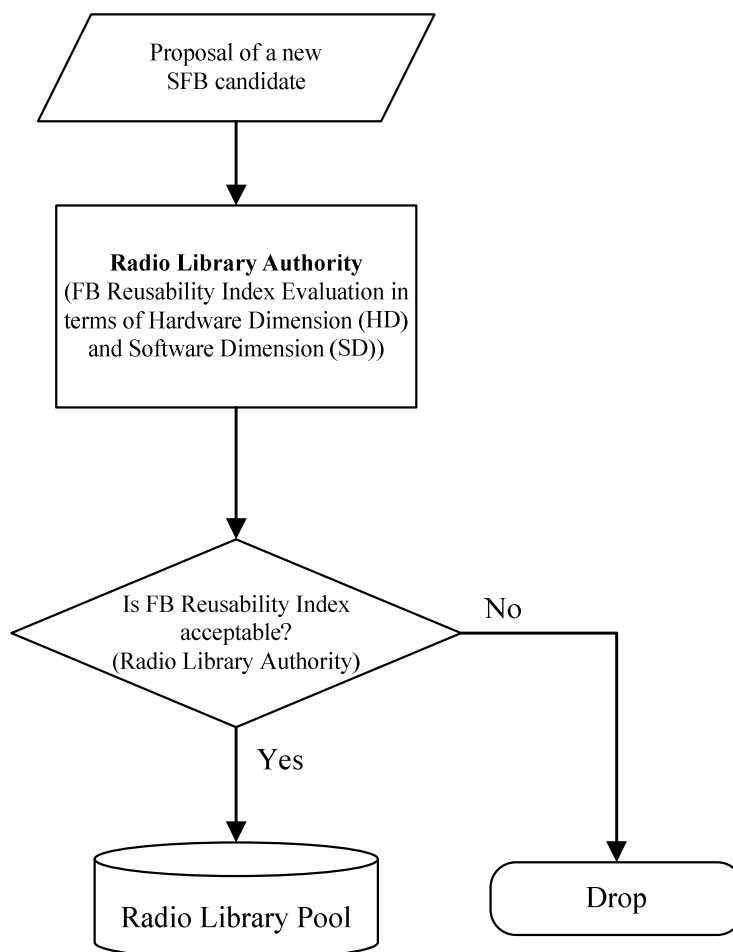 Proposal of a new
SFB candidate
Radio Library Authority
(FB Reusability Index Evaluation in
terms of Hardware Dimension (HD)
and Software Dimension (SD))
Is FB Reusability Index
acceptable?
(Radio Library Authority)
No
Yes
Radio Library Pool
Drop